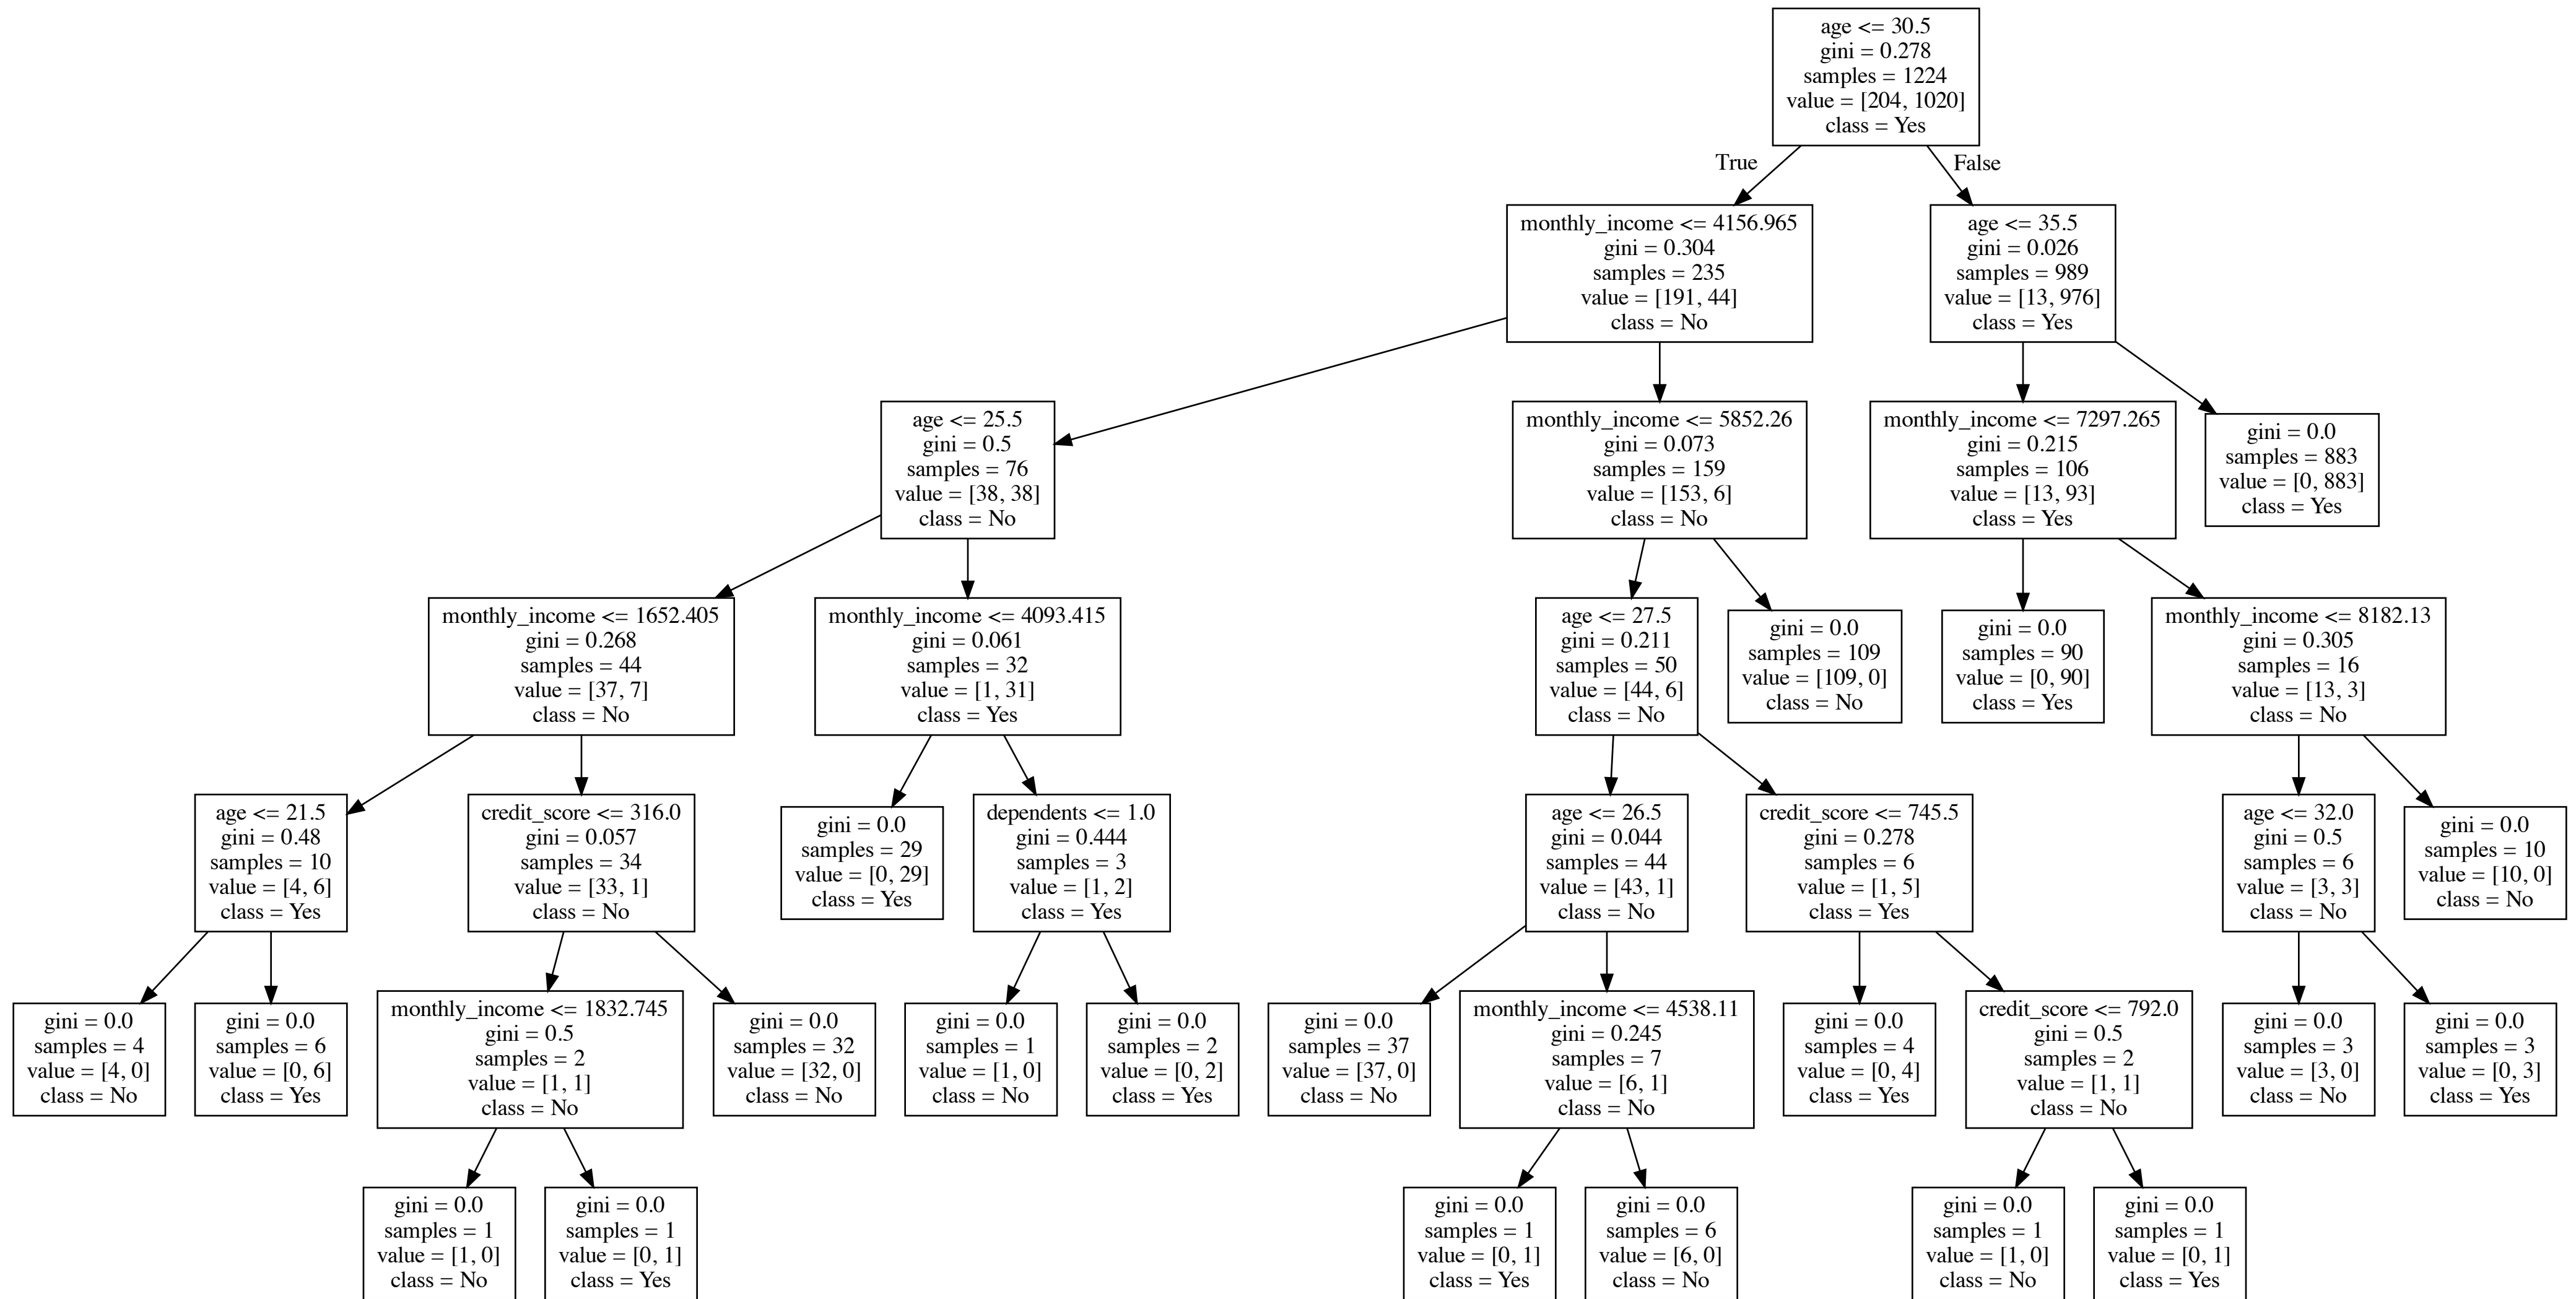 age <= 30.5
gini = 0.278
samples = 1224
value = [204, 1020]
class = Yes
True
False
monthly_income <= 4156.965
gini = 0.304
samples = 235
value = [191, 44]
class = No
age <= 35.5
gini = 0.026
samples = 989
value = [13, 976]
class = Yes
age <= 25.5
gini = 0.5
samples = 76
value = [38, 38]
class = No
monthly_income <= 5852.26
gini = 0.073
samples = 159
value = [153, 6]
class = No
monthly_income <= 7297.265
gini = 0.215
samples = 106
value = [13, 93]
class = Yes
gini = 0.0
samples = 883
value = [0, 883]
class = Yes
monthly_income <= 1652.405
gini = 0.268
samples = 44
value = [37, 7]
class = No
monthly_income <= 4093.415
gini = 0.061
samples = 32
value = [1, 31]
class = Yes
age <= 27.5
gini = 0.211
samples = 50
value = [44, 6]
class = No
gini = 0.0
samples = 109
value = [109, 0]
class = No
gini = 0.0
samples = 90
value = [0, 90]
class = Yes
monthly_income <= 8182.13
gini = 0.305
samples = 16
value = [13, 3]
class = No
age <= 21.5
gini = 0.48
samples = 10
value = [4, 6]
class = Yes
credit_score <= 316.0
gini = 0.057
samples = 34
value = [33, 1]
class = No
gini = 0.0
samples = 29
value = [0, 29]
class = Yes
dependents <= 1.0
gini = 0.444
samples = 3
value = [1, 2]
class = Yes
age <= 26.5
gini = 0.044
samples = 44
value = [43, 1]
class = No
credit_score <= 745.5
gini = 0.278
samples = 6
value = [1, 5]
class = Yes
age <= 32.0
gini = 0.5
samples = 6
value = [3, 3]
class = No
gini = 0.0
samples = 10
value = [10, 0]
class = No
gini = 0.0
samples = 4
value = [4, 0]
class = No
gini = 0.0
samples = 6
value = [0, 6]
class = Yes
monthly_income <= 1832.745
gini = 0.5
samples = 2
value = [1, 1]
class = No
gini = 0.0
samples = 32
value = [32, 0]
class = No
gini = 0.0
samples = 1
value = [1, 0]
class = No
gini = 0.0
samples = 2
value = [0, 2]
class = Yes
gini = 0.0
samples = 37
value = [37, 0]
class = No
monthly_income <= 4538.11
gini = 0.245
samples = 7
value = [6, 1]
class = No
gini = 0.0
samples = 4
value = [0, 4]
class = Yes
credit_score <= 792.0
gini = 0.5
samples = 2
value = [1, 1]
class = No
gini = 0.0
samples = 3
value = [3, 0]
class = No
gini = 0.0
samples = 3
value = [0, 3]
class = Yes
gini = 0.0
samples = 1
value = [1, 0]
class = No
gini = 0.0
samples = 1
value = [0, 1]
class = Yes
gini = 0.0
samples = 1
value = [0, 1]
class = Yes
gini = 0.0
samples = 6
value = [6, 0]
class = No
gini = 0.0
samples = 1
value = [1, 0]
class = No
gini = 0.0
samples = 1
value = [0, 1]
class = Yes